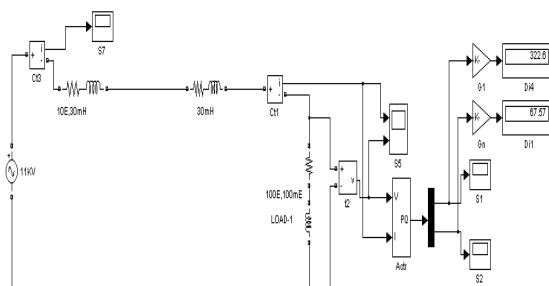 S7
Ct3
10E,30mH
30mH
Ct1
11KV
S5
100E,100mE
LOAD-1
t2
V
I
PQ
Actr
G1
322.6
Di4
Gn
67.57
Di1
S1
S2